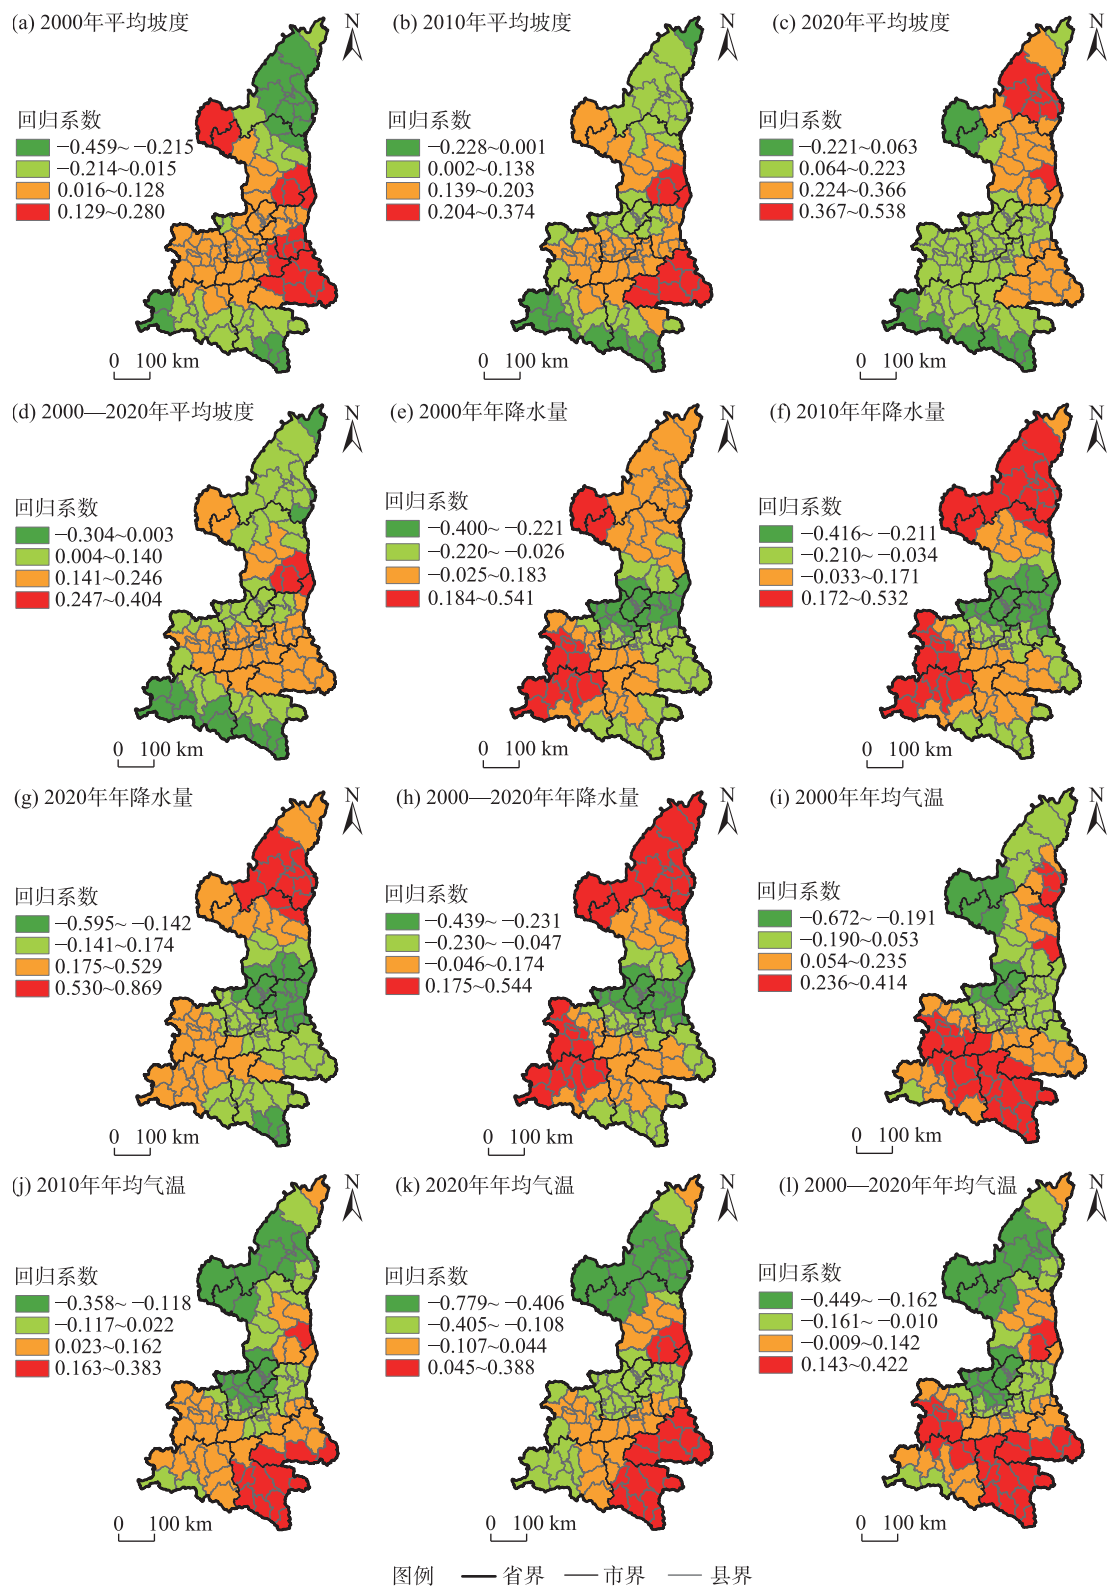 (a) 2000年平均坡度
N
回归系数
−0.459~ −0.215
−0.214~0.015
0.016~0.128
0.129~0.280
0 100 km
(b) 2010年平均坡度
N
回归系数
−0.228~0.001
0.002~0.138
0.139~0.203
0.204~0.374
0 100 km
(c) 2020年平均坡度
N
回归系数
−0.221~0.063
0.064~0.223
0.224~0.366
0.367~0.538
0 100 km
(d) 2000—2020年平均坡度
N
回归系数
−0.304~0.003
0.004~0.140
0.141~0.246
0.247~0.404
0 100 km
(e) 2000年年降水量
N
回归系数
−0.400~ −0.221
−0.220~ −0.026
−0.025~0.183
0.184~0.541
0 100 km
(f) 2010年年降水量
N
回归系数
−0.416~ −0.211
−0.210~ −0.034
−0.033~0.171
0.172~0.532
0 100 km
(g) 2020年年降水量
N
回归系数
−0.595~ −0.142
−0.141~0.174
0.175~0.529
0.530~0.869
0 100 km
(h) 2000—2020年年降水量
N
回归系数
−0.439~ −0.231
−0.230~ −0.047
−0.046~0.174
0.175~0.544
0 100 km
(i) 2000年年均气温
N
回归系数
−0.672~ −0.191
−0.190~0.053
0.054~0.235
0.236~0.414
0 100 km
(j) 2010年年均气温
N
回归系数
−0.358~ −0.118
−0.117~0.022
0.023~0.162
0.163~0.383
0 100 km
(k) 2020年年均气温
N
回归系数
−0.779~ −0.406
−0.405~ −0.108
−0.107~0.044
0.045~0.388
0 100 km
(l) 2000—2020年年均气温
N
回归系数
−0.449~ −0.162
−0.161~ −0.010
−0.009~0.142
0.143~0.422
0 100 km
图例 省界 市界 县界